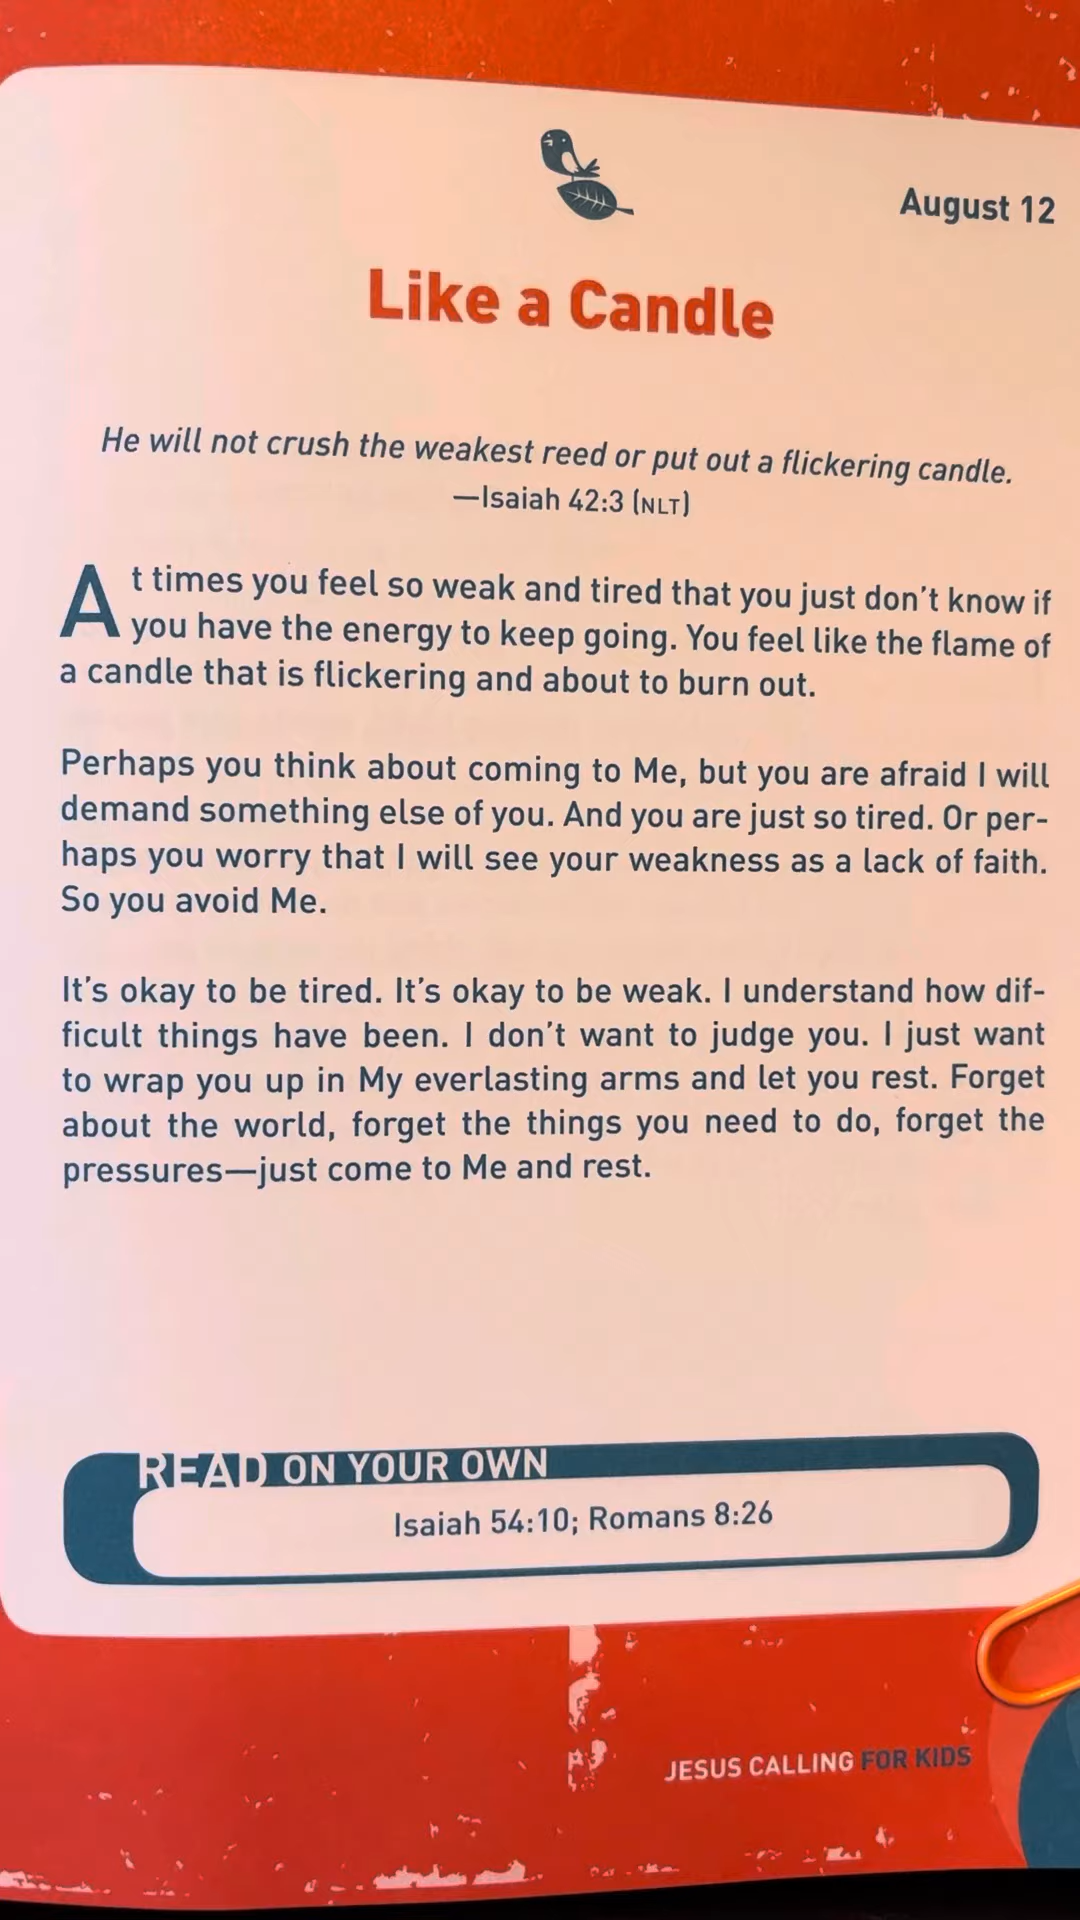 August 12
Like a Candle
He will not crush the weakest reed or put out a flickering candle.
—Isaiah 42:3 (NLT)
At times you feel so weak and tired that you just don't know if
you have the energy to keep going. You feel like the flame of
a candle that is flickering and about to burn out.
Perhaps you think about coming to Me, but you are afraid I will
demand something else of you. And you are just so tired. Or per-
haps you worry that I will see your weakness as a lack of faith.
So you avoid Me.
It's okay to be tired. It's okay to be weak. I understand how dif-
ficult things have been. I don't want to judge you. I just want
to wrap you up in My everlasting arms and let you rest. Forget
about the world, forget the things you need to do, forget the
pressures—just come to Me and rest.
READ ON YOUR OWN
Isaiah 54:10; Romans 8:26
JESUS CALLING FOR KIDS